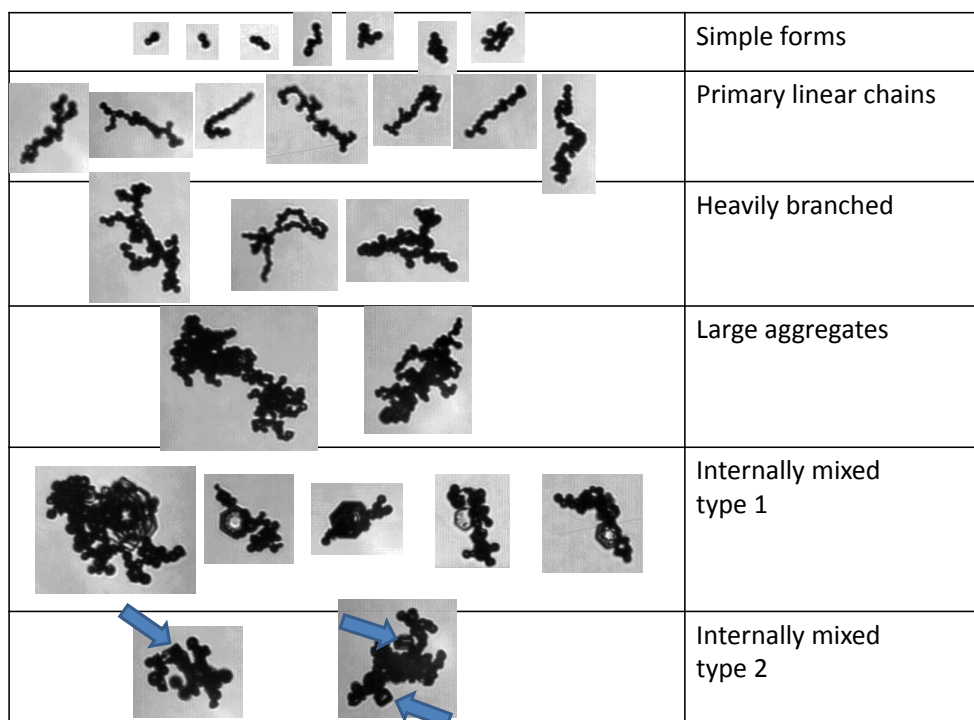 Simple forms
Primary linear chains
Heavily branched
Large aggregates
Internally mixed
type 1
Internally mixed
type 2